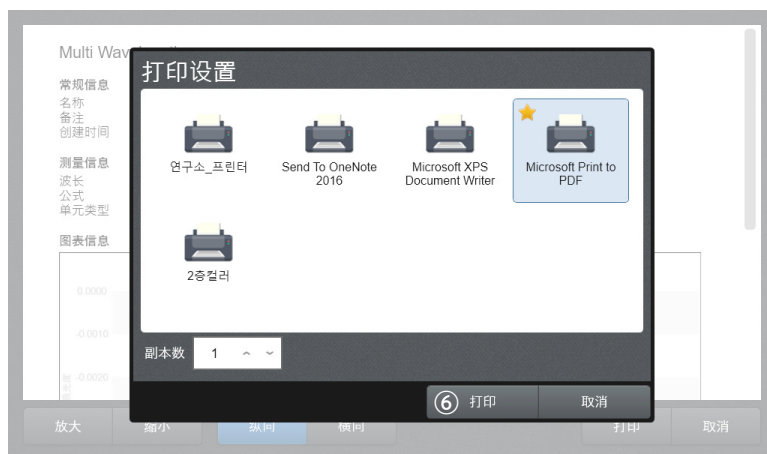 Multi Wav
常规信息
名称
备注
创建时间
测量信息
波长
公式
单元类型
图表信息
0.0000
-0.0010
-0.0020
打印设置
연구소_프린터
Send To OneNote
2016
Microsoft XPS
Document Writer
Microsoft Print to
PDF
2층컬러
副本数 1
⑥ 打印 取消
放大 缩小 纵向 横向 打印 取消